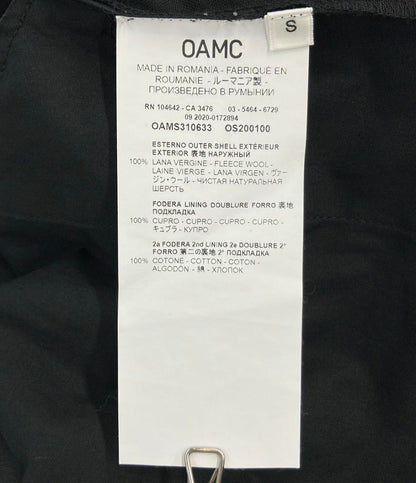 S
OAMC
MADE IN ROMANIA - FABRIQUÉ EN
ROUMANIE - ルーマニア製 -
ПРОИЗВЕДЕНО В РУМЫНИИ
RN 104642 - CA 3476 03 - 5464 - 6729
09 2020-0172894
OAMS310633 OS200100
ESTERNO OUTER SHELL EXTÉRIEUR
EXTERIOR 表地 НАРУЖНЫЙ
100% LANA VERGINE - FLEECE WOOL -
LAINE VIERGE - LANA VIRGEN - ヴァー
ジン・ウール - ЧИСТАЯ НАТУРАЛЬНАЯ
ШЕРСТЬ
FODERA LINING DOUBLURE FORRO 裏地
ПОДКЛАДКА
100% CUPRO - CUPRO - CUPRO - CUPRO -
キュプラ - КУПРО
2a FODERA 2nd LINING 2e DOUBLURE 2°
FORRO 第二の裏地 2° ПОДКЛАДКА
100% COTONE - COTTON - COTON -
ALGODON - 綿 - ХЛОПОК